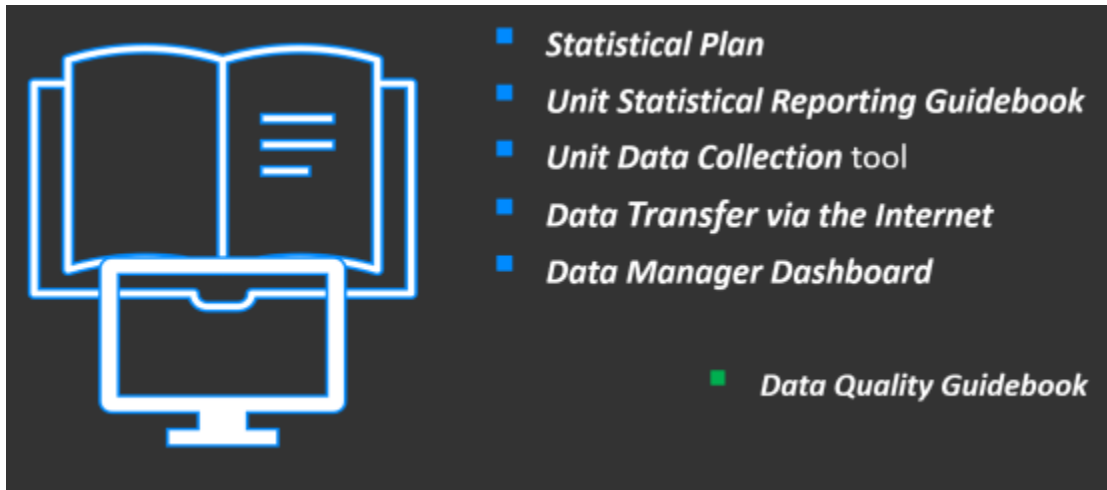 Statistical Plan
Unit Statistical Reporting Guidebook
Unit Data Collection tool
Data Transfer via the Internet
Data Manager Dashboard
Data Quality Guidebook